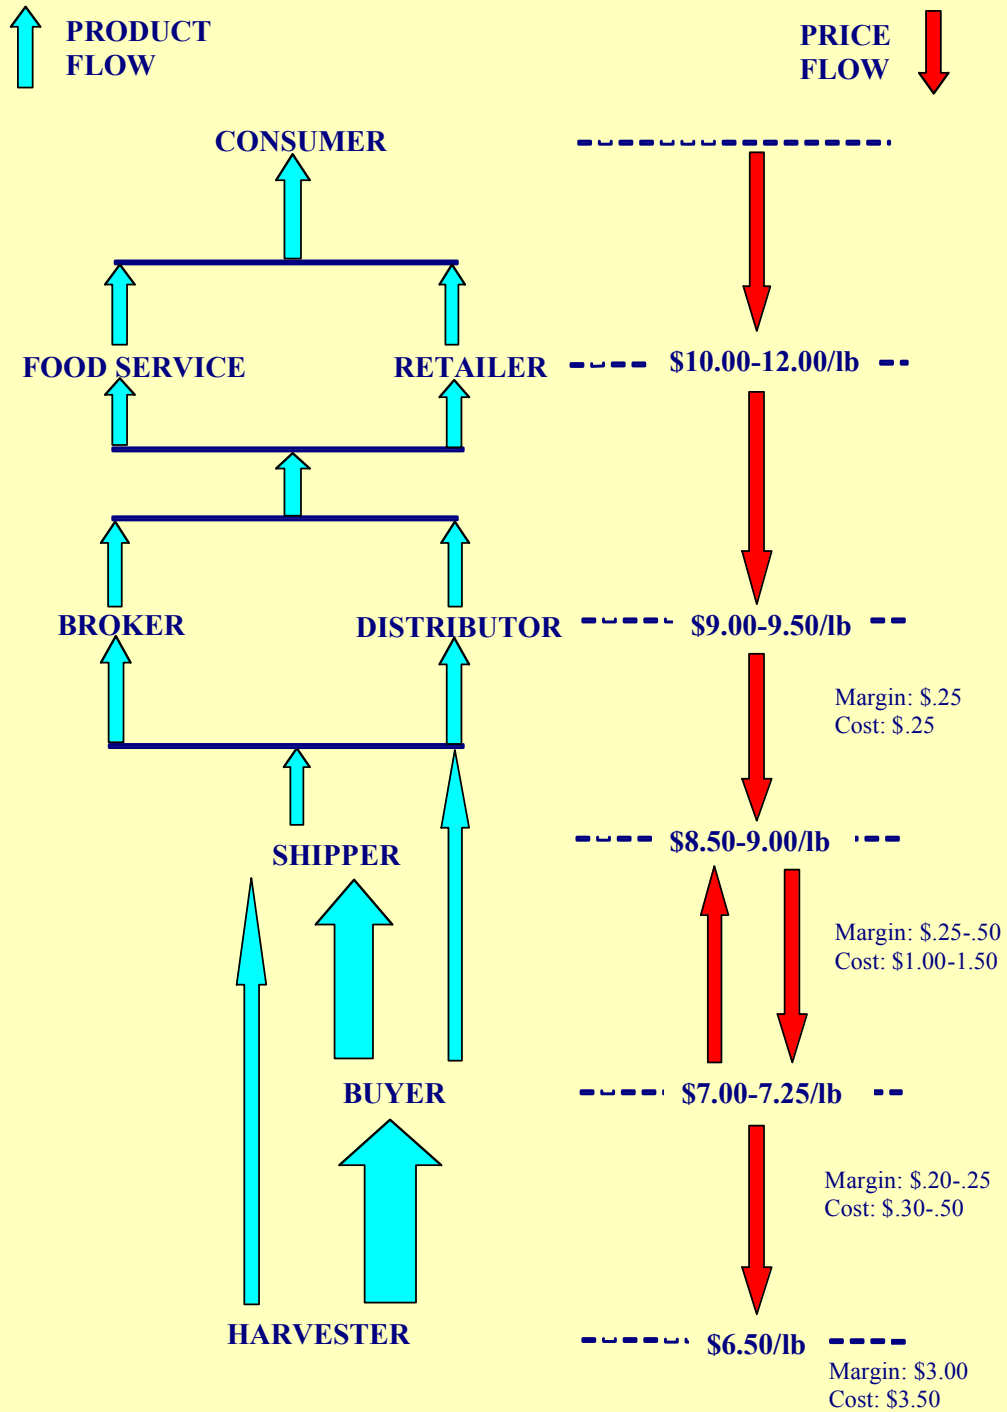 PRODUCT
FLOW
PRICE
FLOW
CONSUMER
FOOD SERVICE
RETAILER
$10.00-12.00/lb
BROKER
DISTRIBUTOR
$9.00-9.50/lb
Margin: $.25
Cost: $.25
SHIPPER
$8.50-9.00/lb
Margin: $.25-.50
Cost: $1.00-1.50
BUYER
$7.00-7.25/lb
Margin: $.20-.25
Cost: $.30-.50
HARVESTER
$6.50/lb
Margin: $3.00
Cost: $3.50